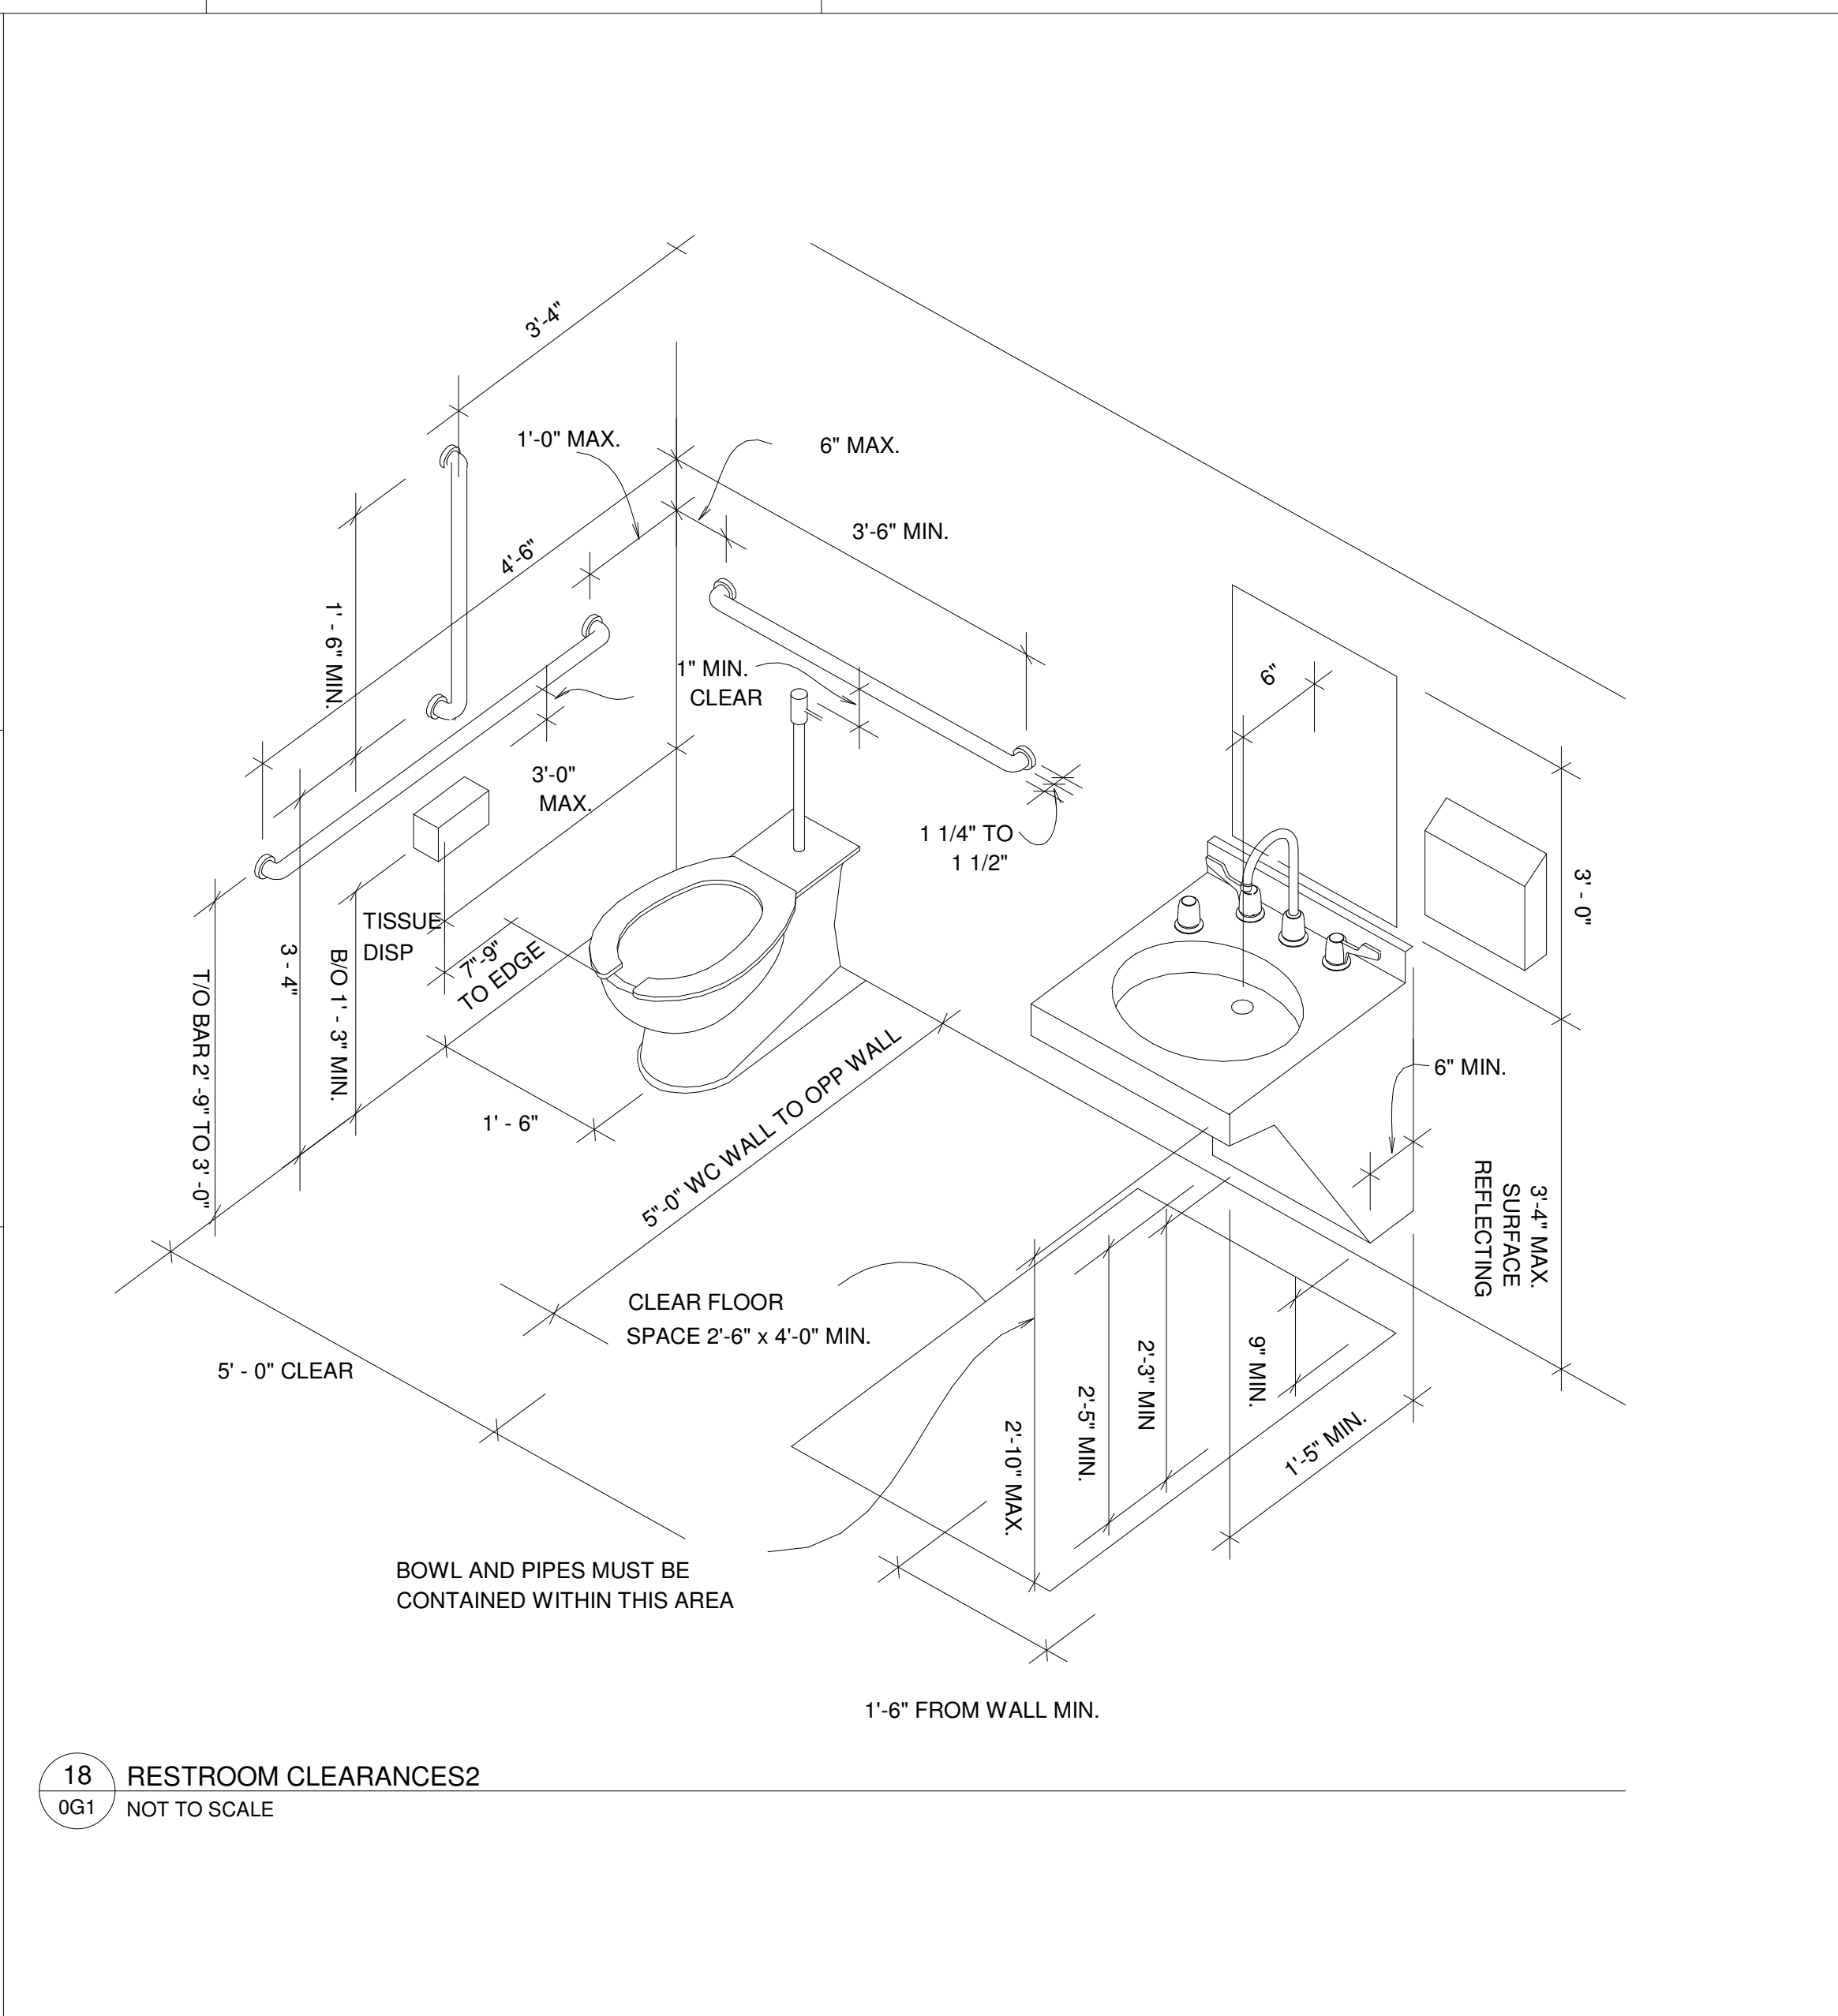 3'-4"
1'-0" MAX.
6" MAX.
3'-6" MIN.
4'-6"
1' - 6" MIN.
1" MIN.
CLEAR
6"
3'-0"
MAX.
1 1/4" TO
1 1/2"
3' - 0"
TISSUE
DISP
7"-9"
TO EDGE
3 - 4"
B/O 1' - 3" MIN.
T/O BAR 2' -9" TO 3' -0"
1' - 6"
5"-0" WC WALL TO OPP WALL
6" MIN.
3'-4" MAX.
SURFACE
REFLECTING
CLEAR FLOOR
SPACE 2'-6" x 4'-0" MIN.
5' - 0" CLEAR
2'-10" MAX.
2'-5" MIN.
2'-3" MIN
9" MIN.
1'-5" MIN.
BOWL AND PIPES MUST BE
CONTAINED WITHIN THIS AREA
1'-6" FROM WALL MIN.
18
RESTROOM CLEARANCES2
0G1
NOT TO SCALE